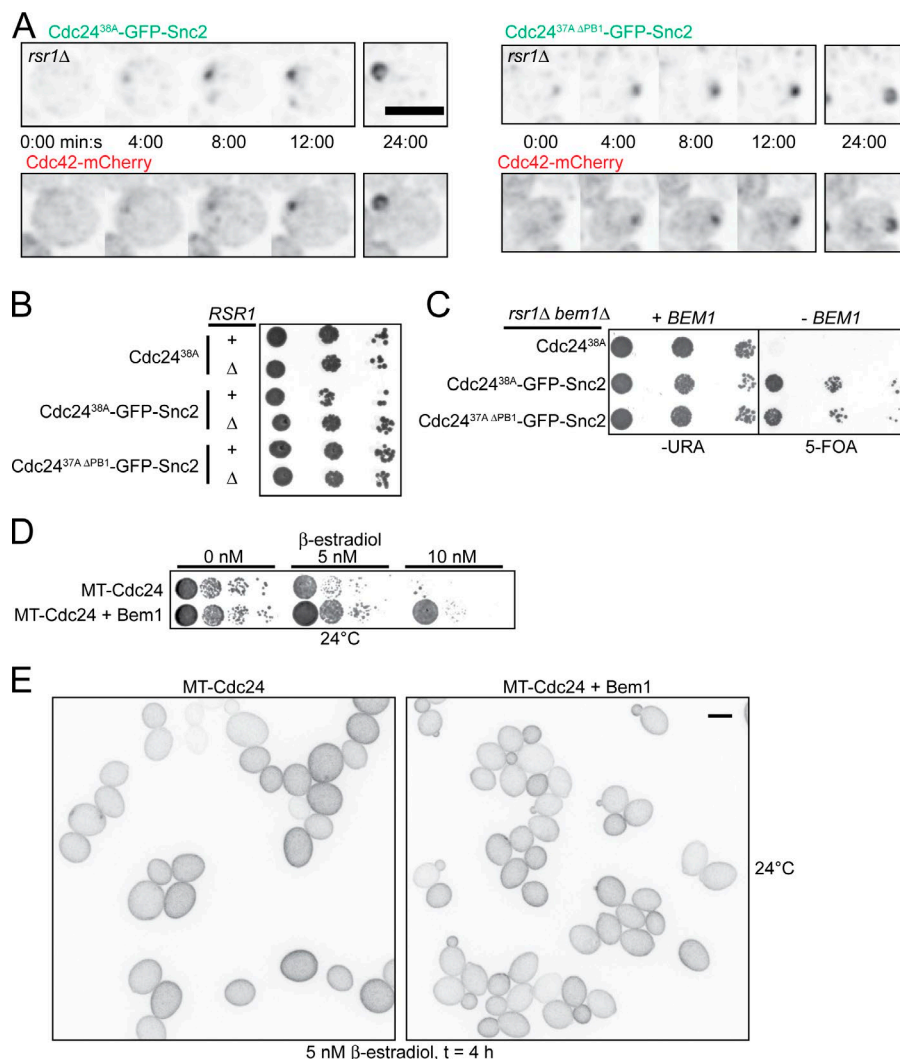 A
Cdc24^38A-GFP-Snc2
rsr1Δ
0:00 min:s 4:00 8:00 12:00 24:00
Cdc42-mCherry
Cdc24^37A ΔPB1-GFP-Snc2
rsr1Δ
0:00 4:00 8:00 12:00 24:00
Cdc42-mCherry
B
RSR1
Cdc24^38A
+
Δ
Cdc24^38A-GFP-Snc2
+
Δ
Cdc24^37A ΔPB1-GFP-Snc2
+
Δ
C
rsr1Δ bem1Δ + BEM1 - BEM1
Cdc24^38A
Cdc24^38A-GFP-Snc2
Cdc24^37A ΔPB1-GFP-Snc2
-URA 5-FOA
D
β-estradiol
0 nM 5 nM 10 nM
MT-Cdc24
MT-Cdc24 + Bem1
24°C
E
MT-Cdc24 MT-Cdc24 + Bem1
24°C
5 nM β-estradiol, t = 4 h